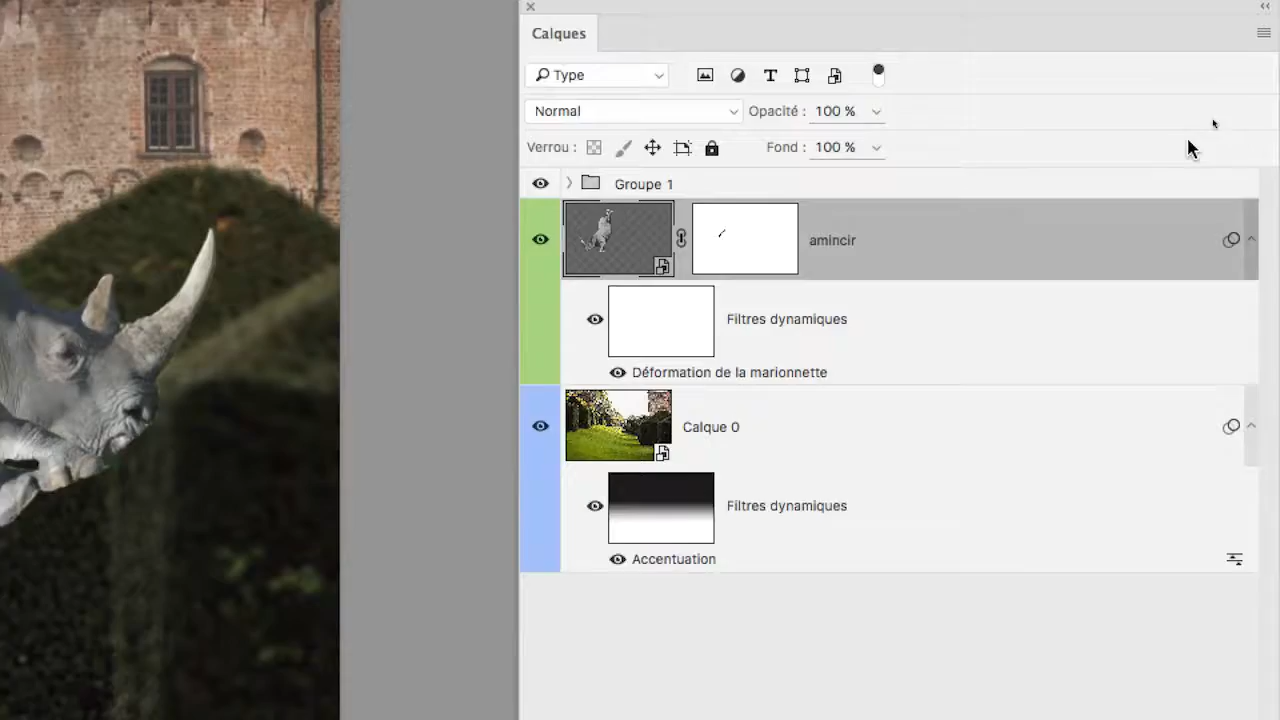 Calques
Type
Normal Opacité : 100 %
Verrou : Fond : 100 %
Groupe 1
amincir
Filtres dynamiques
Déformation de la marionnette
Calque 0
Filtres dynamiques
Accentuation